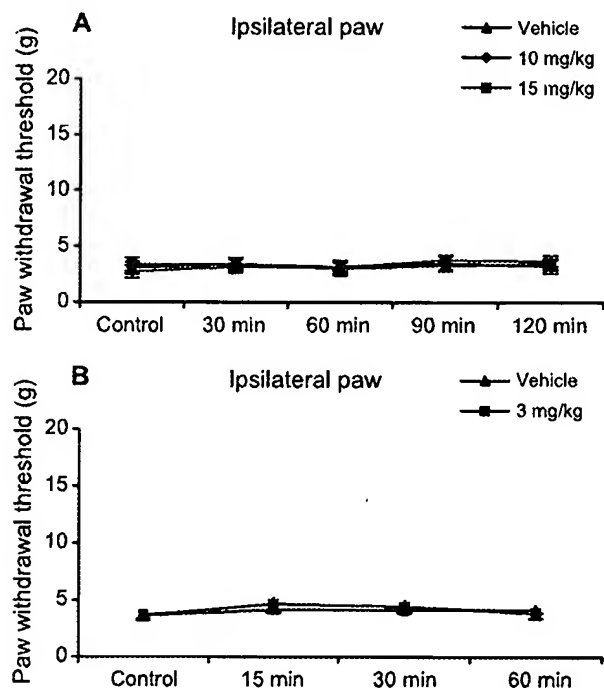 A
Ipsilateral paw
Vehicle
10 mg/kg
15 mg/kg
Paw withdrawal threshold (g)
20
15
10
5
0
Control 30 min 60 min 90 min 120 min
B
Ipsilateral paw
Vehicle
3 mg/kg
Paw withdrawal threshold (g)
20
15
10
5
0
Control 15 min 30 min 60 min